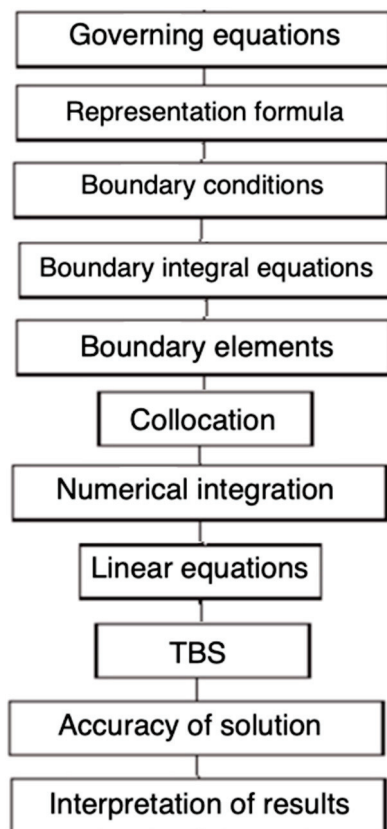 Governing equations
Representation formula
Boundary conditions
Boundary integral equations
Boundary elements
Collocation
Numerical integration
Linear equations
TBS
Accuracy of solution
Interpretation of results